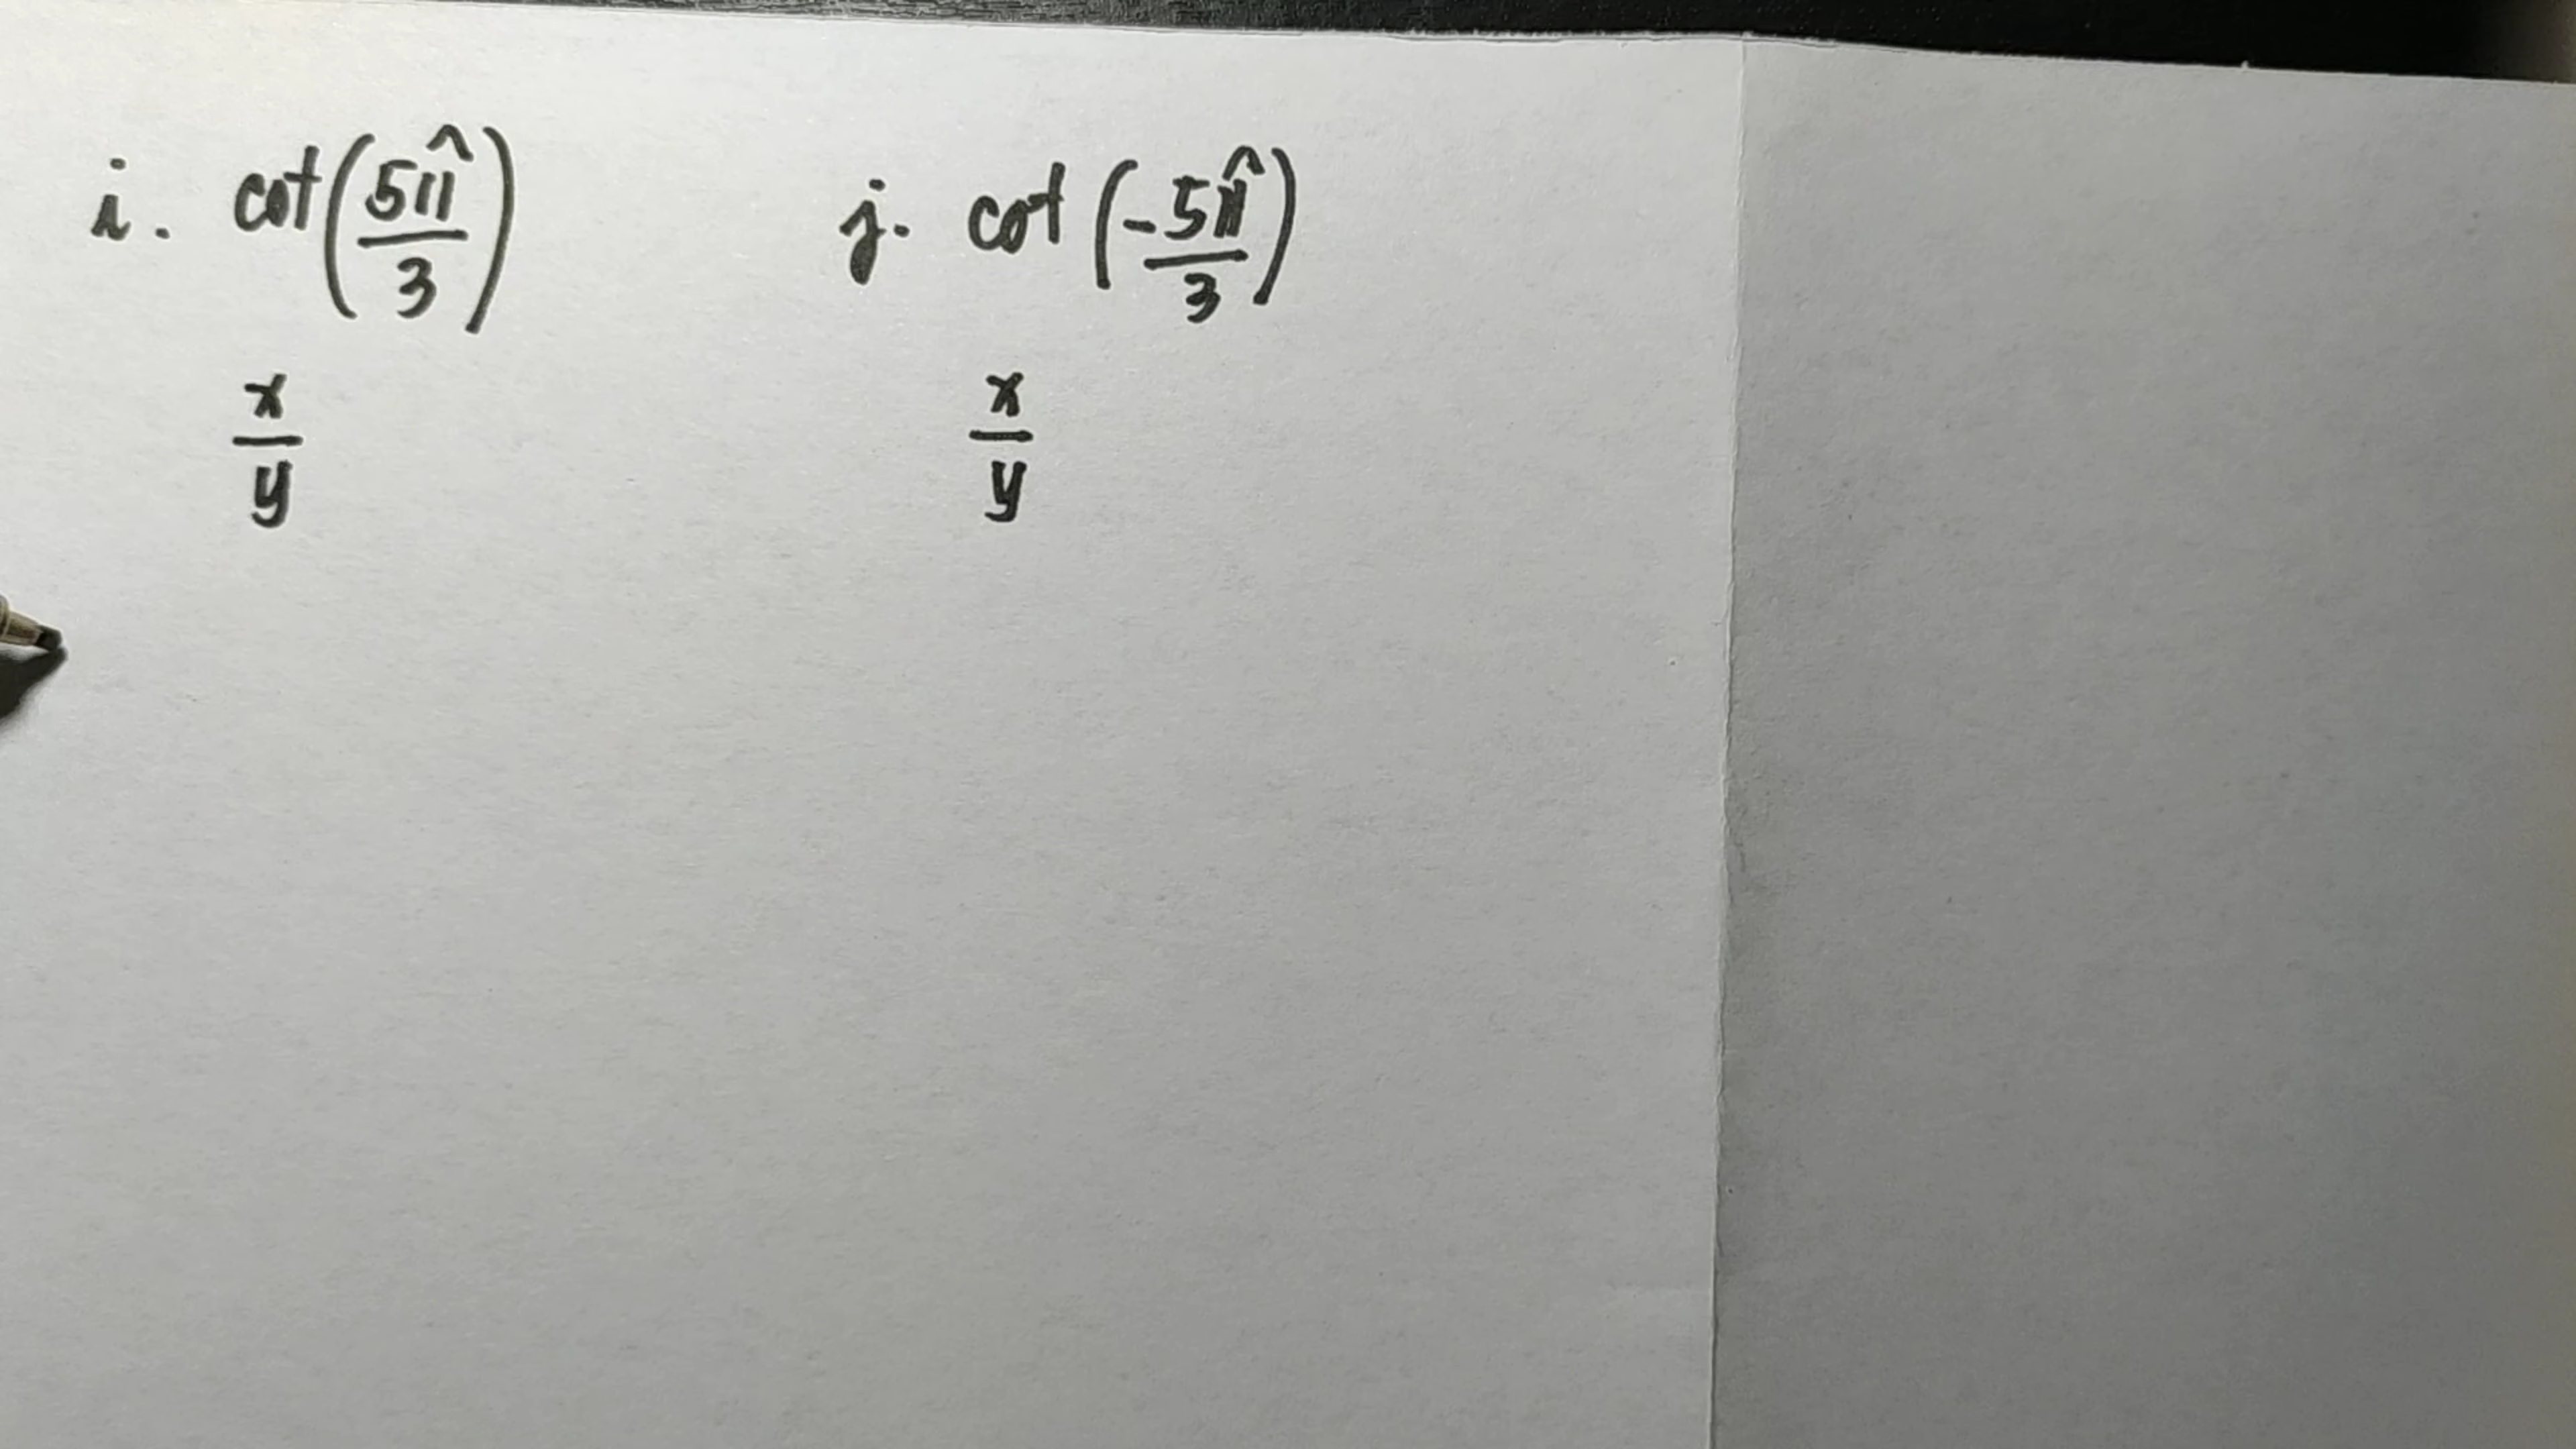 i. cot(5π/3)
j. cot(-5π/3)
x/y
x/y